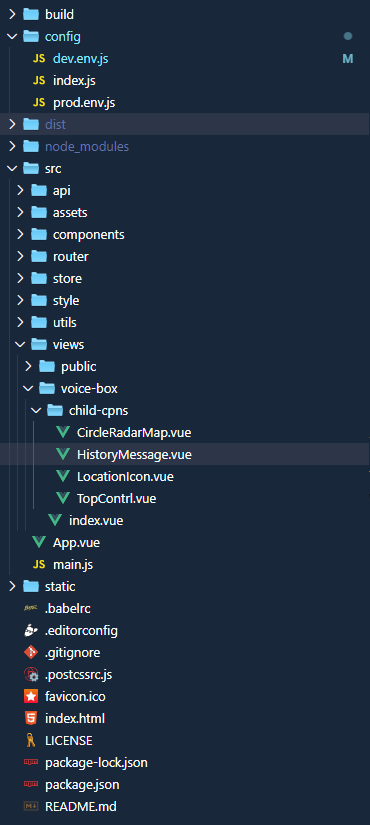 build
config
JS dev.env.js M
JS index.js
JS prod.env.js
dist
node_modules
src
api
assets
components
router
store
style
utils
views
public
voice-box
child-cpns
CircleRadarMap.vue
HistoryMessage.vue
LocationIcon.vue
TopContrl.vue
index.vue
App.vue
JS main.js
static
.babelrc
.editorconfig
.gitignore
.postcssrc.js
favicon.ico
index.html
LICENSE
package-lock.json
package.json
README.md